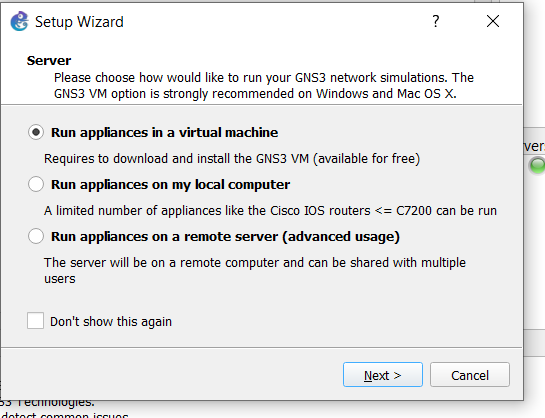 Setup Wizard
?
Server
Please choose how would like to run your GNS3 network simulations. The
GNS3 VM option is strongly recommended on Windows and Mac OS X.
Run appliances in a virtual machine
Requires to download and install the GNS3 VM (available for free)
Run appliances on my local computer
A limited number of appliances like the Cisco IOS routers <= C7200 can be run
Run appliances on a remote server (advanced usage)
The server will be on a remote computer and can be shared with multiple
users
Don't show this again
Next >
Cancel
Technologies.
detect common issues